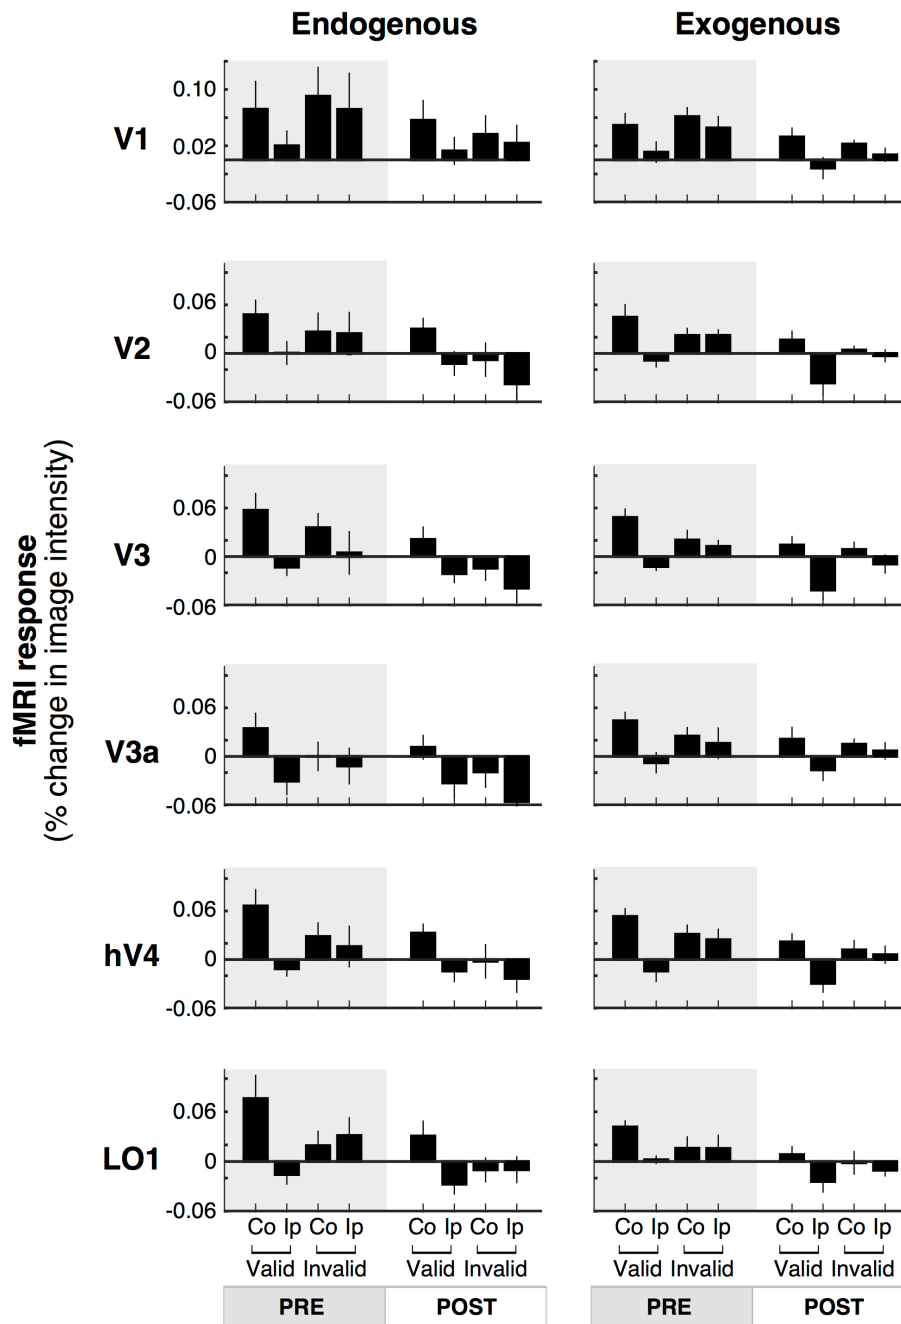 Endogenous Exogenous
V1
0.10
0.02
-0.06
V2
0.06
0
-0.06
fMRI response
(% change in image intensity)
V3
0.06
0
-0.06
V3a
0.06
0
-0.06
hV4
0.06
0
-0.06
LO1
0.06
0
-0.06
Co Ip Co Ip Co Ip Co Ip Co Ip Co Ip Co Ip Co Ip
Valid Invalid Valid Invalid Valid Invalid Valid Invalid
PRE POST PRE POST